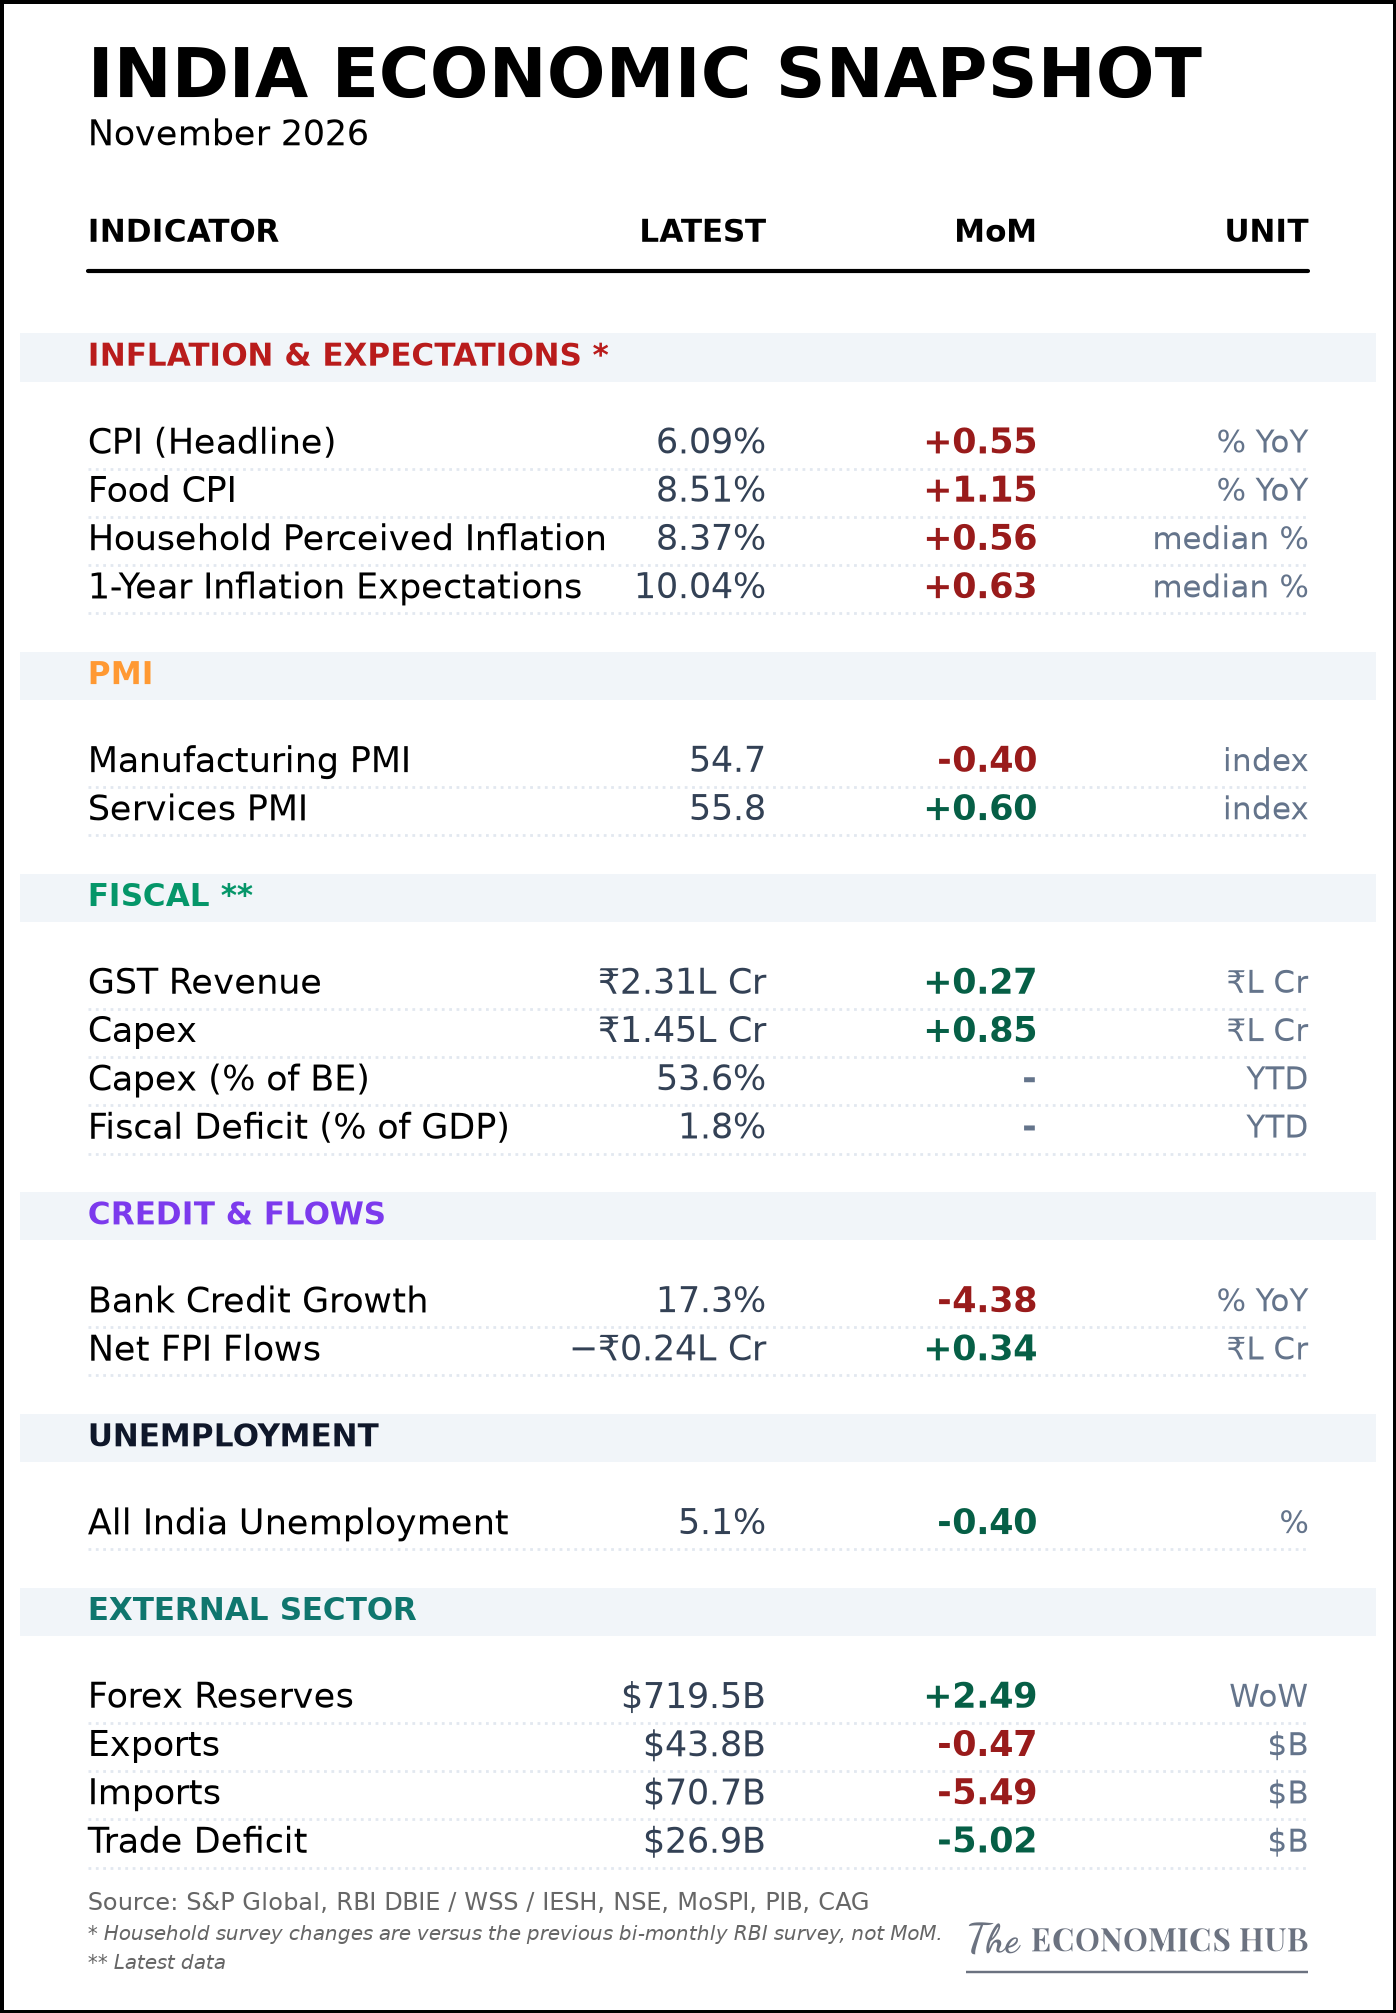 INDIA ECONOMIC SNAPSHOT
November 2026
INDICATOR LATEST MoM UNIT
INFLATION & EXPECTATIONS *
CPI (Headline) 6.09% +0.55 % YoY
Food CPI 8.51% +1.15 % YoY
Household Perceived Inflation 8.37% +0.56 median %
1-Year Inflation Expectations 10.04% +0.63 median %
PMI
Manufacturing PMI 54.7 -0.40 index
Services PMI 55.8 +0.60 index
FISCAL **
GST Revenue ₹2.31L Cr +0.27 ₹L Cr
Capex ₹1.45L Cr +0.85 ₹L Cr
Capex (% of BE) 53.6% - YTD
Fiscal Deficit (% of GDP) 1.8% - YTD
CREDIT & FLOWS
Bank Credit Growth 17.3% -4.38 % YoY
Net FPI Flows −₹0.24L Cr +0.34 ₹L Cr
UNEMPLOYMENT
All India Unemployment 5.1% -0.40 %
EXTERNAL SECTOR
Forex Reserves $719.5B +2.49 WoW
Exports $43.8B -0.47 $B
Imports $70.7B -5.49 $B
Trade Deficit $26.9B -5.02 $B
Source: S&P Global, RBI DBIE / WSS / IESH, NSE, MoSPI, PIB, CAG
* Household survey changes are versus the previous bi-monthly RBI survey, not MoM.
** Latest data
The ECONOMICS HUB